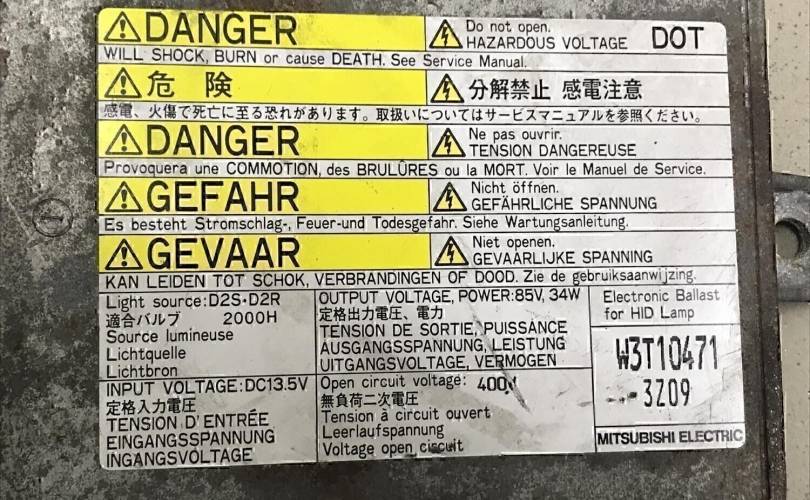 DANGER
Do not open.
HAZARDOUS VOLTAGE
DOT
WILL SHOCK, BURN or cause DEATH. See Service Manual.
危 険
分解禁止 感電注意
感電、火傷で死亡に至る恐れがあります。取扱いについてはサービスマニュアルを参照ください。
DANGER
Ne pas ouvrir.
TENSION DANGEREUSE
Provoquera une COMMOTION, des BRULÛRES ou la MORT. Voir le Manuel de Service.
GEFAHR
Nicht öffnen.
GEFÄHRLICHE SPANNUNG
Es besteht Stromschlag-, Feuer-und Todesgefahr. Siehe Wartungsanleitung.
GEVAAR
Niet openen.
GEVAARLIJKE SPANNING
KAN LEIDEN TOT SCHOK, VERBRANDINGEN OF DOOD. Zie de gebruiksaanwijzing.
Light source:D2S·D2R
適合バルブ 2000H
Source lumineuse
Lichtquelle
Lichtbron
INPUT VOLTAGE:DC13.5V
定格入力電圧
TENSION D'ENTRÉE
EINGANGSSPANNUNG
INGANGSVOLTAGE
OUTPUT VOLTAGE, POWER:85V, 34W
定格出力電圧、電力
TENSION DE SORTIE, PUISSANCE
AUSGANGSSPANNUNG, LEISTUNG
UITGANGSVOLTAGE, VERMOGEN
Open circuit voltage: 400
無負荷二次電圧
Tension à circuit ouvert
Leerlaufspannung
Voltage open circuit
Electronic Ballast
for HID Lamp
W3T10471
3Z09
MITSUBISHI ELECTRIC